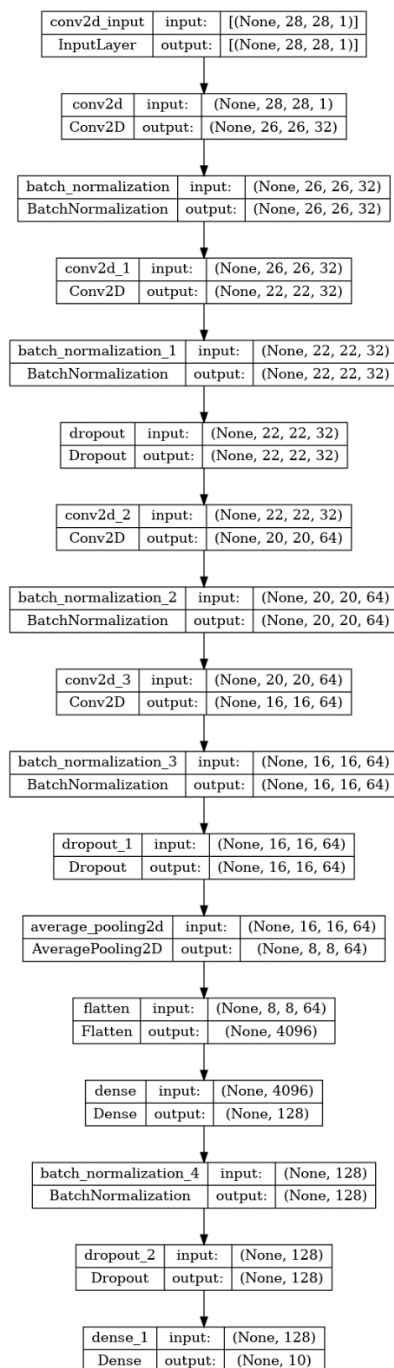 conv2d_input input: [(None, 28, 28, 1)]
InputLayer output: [(None, 28, 28, 1)]
conv2d input: (None, 28, 28, 1)
Conv2D output: (None, 26, 26, 32)
batch_normalization input: (None, 26, 26, 32)
BatchNormalization output: (None, 26, 26, 32)
conv2d_1 input: (None, 26, 26, 32)
Conv2D output: (None, 22, 22, 32)
batch_normalization_1 input: (None, 22, 22, 32)
BatchNormalization output: (None, 22, 22, 32)
dropout input: (None, 22, 22, 32)
Dropout output: (None, 22, 22, 32)
conv2d_2 input: (None, 22, 22, 32)
Conv2D output: (None, 20, 20, 64)
batch_normalization_2 input: (None, 20, 20, 64)
BatchNormalization output: (None, 20, 20, 64)
conv2d_3 input: (None, 20, 20, 64)
Conv2D output: (None, 16, 16, 64)
batch_normalization_3 input: (None, 16, 16, 64)
BatchNormalization output: (None, 16, 16, 64)
dropout_1 input: (None, 16, 16, 64)
Dropout output: (None, 16, 16, 64)
average_pooling2d input: (None, 16, 16, 64)
AveragePooling2D output: (None, 8, 8, 64)
flatten input: (None, 8, 8, 64)
Flatten output: (None, 4096)
dense input: (None, 4096)
Dense output: (None, 128)
batch_normalization_4 input: (None, 128)
BatchNormalization output: (None, 128)
dropout_2 input: (None, 128)
Dropout output: (None, 128)
dense_1 input: (None, 128)
Dense output: (None, 10)